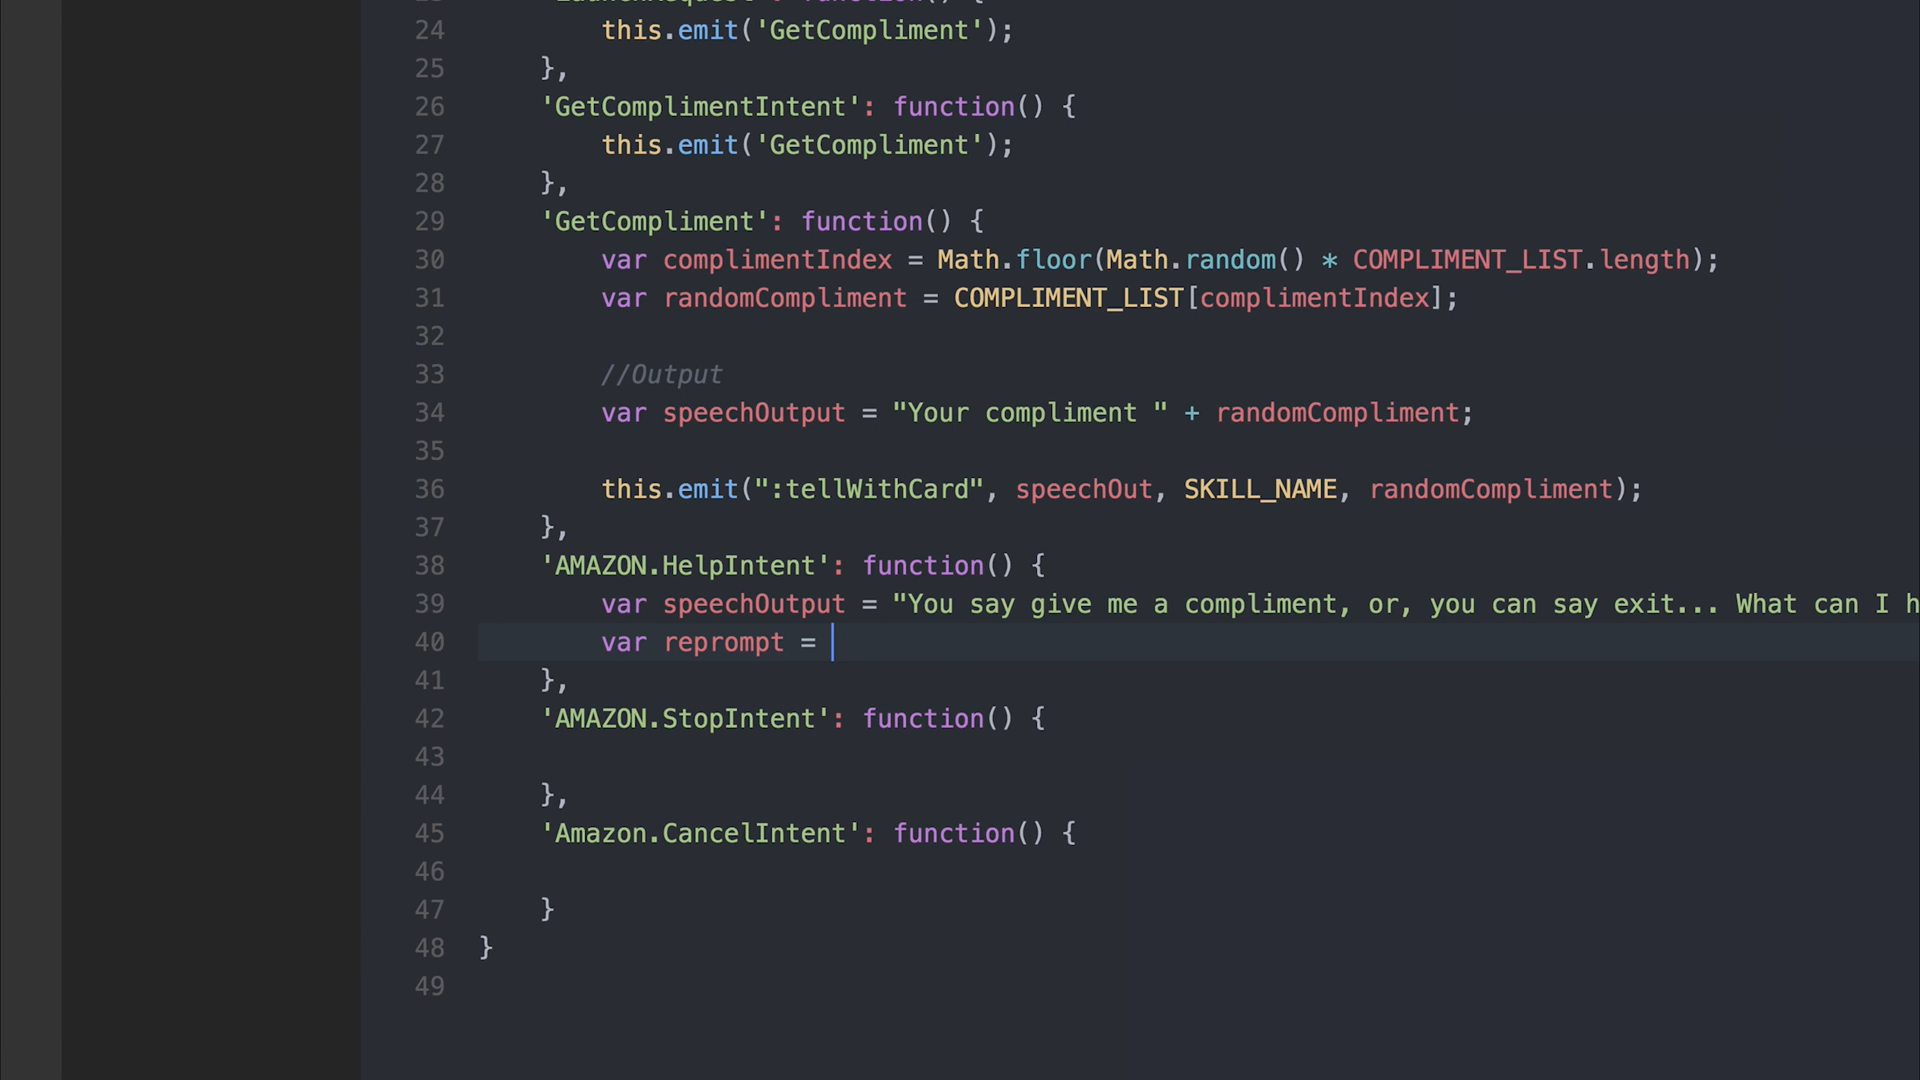 24 this.emit('GetCompliment');
25 },
26 'GetComplimentIntent': function() {
27 this.emit('GetCompliment');
28 },
29 'GetCompliment': function() {
30 var complimentIndex = Math.floor(Math.random() * COMPLIMENT_LIST.length);
31 var randomCompliment = COMPLIMENT_LIST[complimentIndex];
32
33 //Output
34 var speechOutput = "Your compliment " + randomCompliment;
35
36 this.emit(":tellWithCard", speechOut, SKILL_NAME, randomCompliment);
37 },
38 'AMAZON.HelpIntent': function() {
39 var speechOutput = "You say give me a compliment, or, you can say exit... What can I h
40 var reprompt =
41 },
42 'AMAZON.StopIntent': function() {
43
44 },
45 'Amazon.CancelIntent': function() {
46
47 }
48 }
49